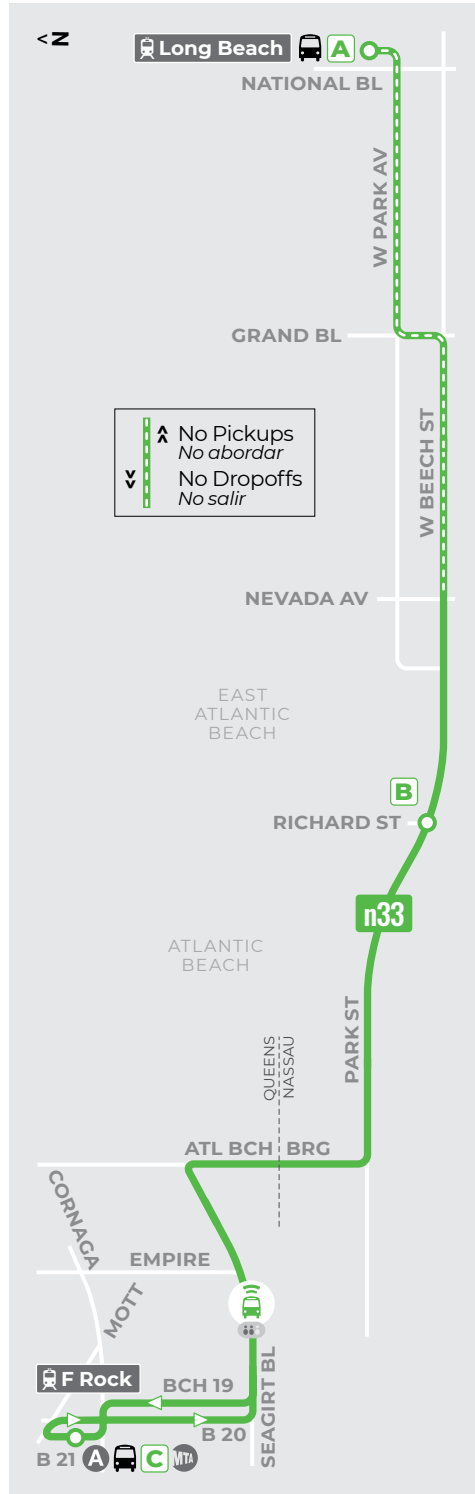 < N
Long Beach A
NATIONAL BL
W PARK AV
GRAND BL
W BEECH ST
No Pickups
No abordar
No Dropoffs
No salir
NEVADA AV
EAST
ATLANTIC
BEACH
B
RICHARD ST
n33
ATLANTIC
BEACH
PARK ST
QUEENS
NASSAU
ATL BCH BRG
CORNAGA
EMPIRE
MOTT
F Rock
BCH 19
SEAGIRT BL
B 20
B 21 A C MTA